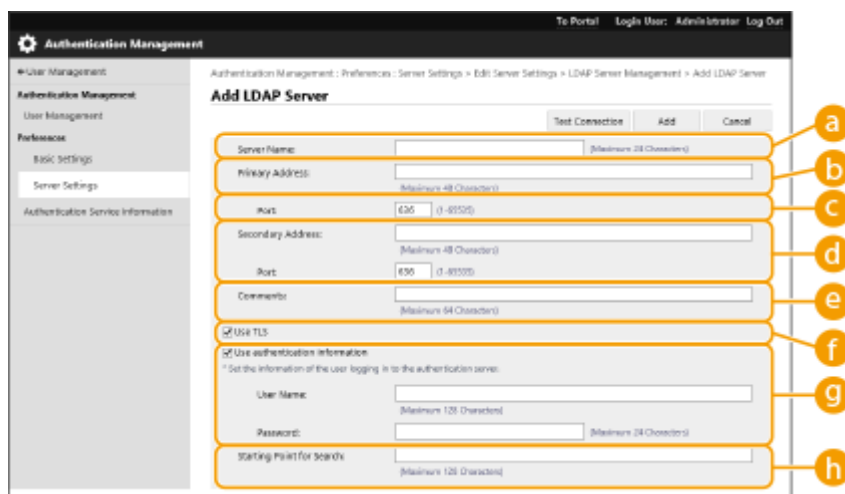 To Portal Login User: Administrator Log Out
Authentication Management
User Management
Authentication Management : Preferences : Server Settings > Edit Server Settings > LDAP Server Management > Add LDAP Server
Authentication Management
Add LDAP Server
User Management
Test Connection Add Cancel
Preferences
a
Server Name: (Maximum 24 Characters)
Basic Settings
b
Primary Address:
(Maximum 48 Characters)
Server Settings
c
Port: 636 (1-65535)
Authentication Service Information
d
Secondary Address:
(Maximum 48 Characters)
Port: 636 (1-65535)
e
Comments:
(Maximum 64 Characters)
f
Use TLS
g
Use authentication information
* Set the information of the user logging in to the authentication server.
User Name:
(Maximum 128 Characters)
Password: (Maximum 24 Characters)
h
Starting Point for Search:
(Maximum 128 Characters)